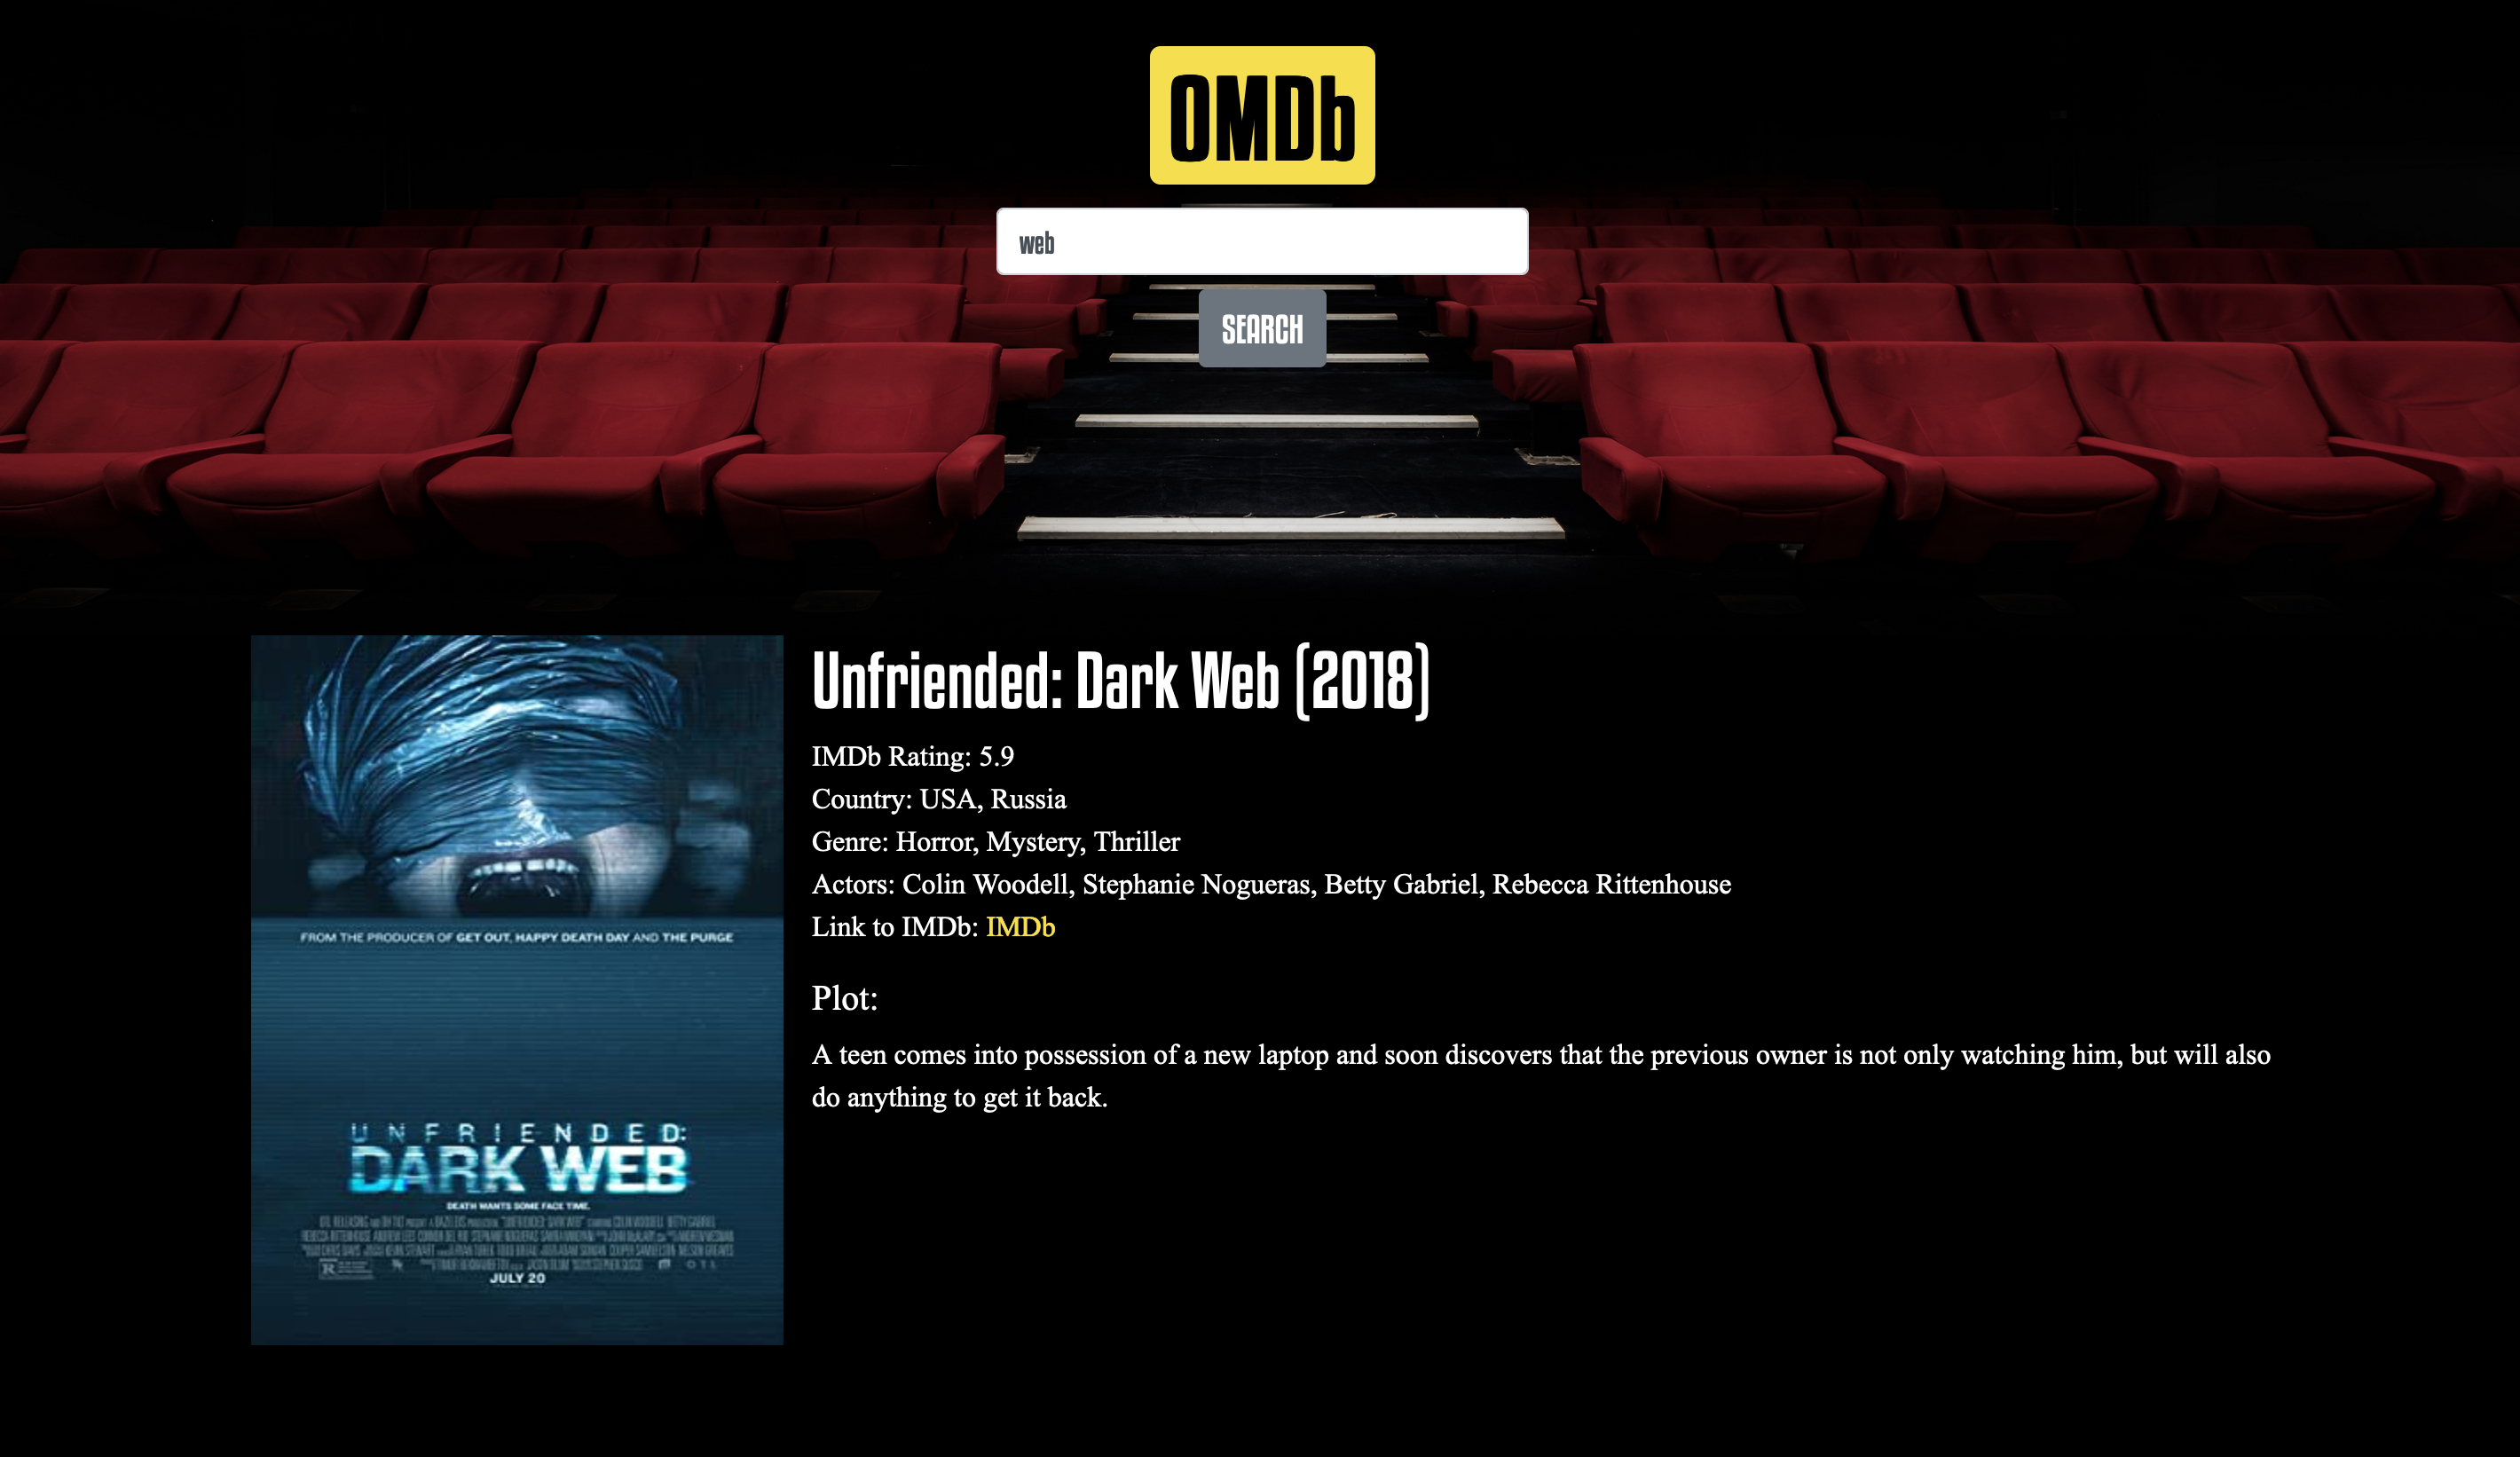 OMDb
web
SEARCH
Unfriended: Dark Web (2018)
IMDb Rating: 5.9
Country: USA, Russia
Genre: Horror, Mystery, Thriller
Actors: Colin Woodell, Stephanie Nogueras, Betty Gabriel, Rebecca Rittenhouse
Link to IMDb: IMDb
Plot:
A teen comes into possession of a new laptop and soon discovers that the previous owner is not only watching him, but will also
do anything to get it back.
FROM THE PRODUCER OF GET OUT, HAPPY DEATH DAY AND THE PURGE
UNFRIENDED:
DARK WEB
DEATH WANTS SOME FACE TIME.
R
JULY 20